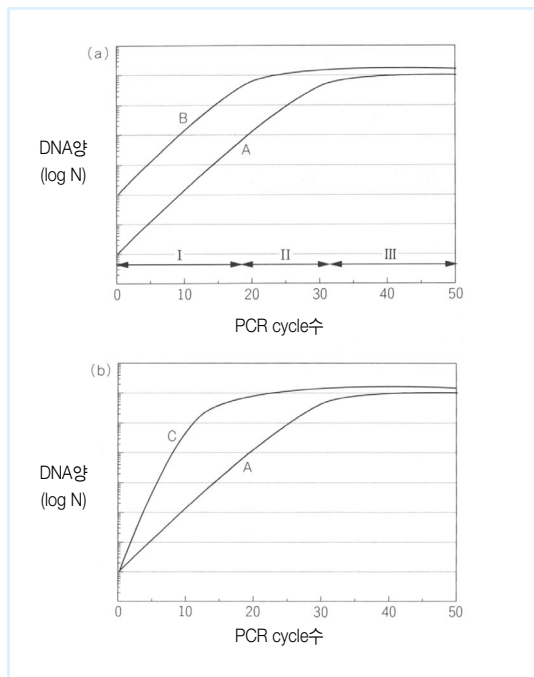 (a)
B
A
DNA양
(log N)
I II III
0 10 20 30 40 50
PCR cycle수
(b)
C
A
DNA양
(log N)
0 10 20 30 40 50
PCR cycle수